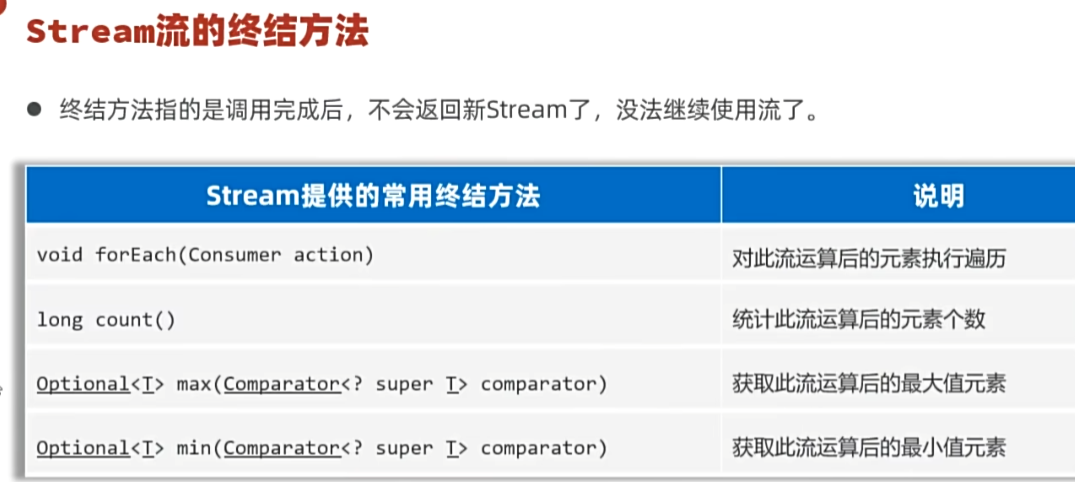 Stream流的终结方法
● 终结方法指的是调用完成后，不会返回新Stream了，没法继续使用流了。
Stream提供的常用终结方法 说明
void forEach(Consumer action) 对此流运算后的元素执行遍历
long count() 统计此流运算后的元素个数
Optional<T> max(Comparator<? super T> comparator) 获取此流运算后的最大值元素
Optional<T> min(Comparator<? super T> comparator) 获取此流运算后的最小值元素